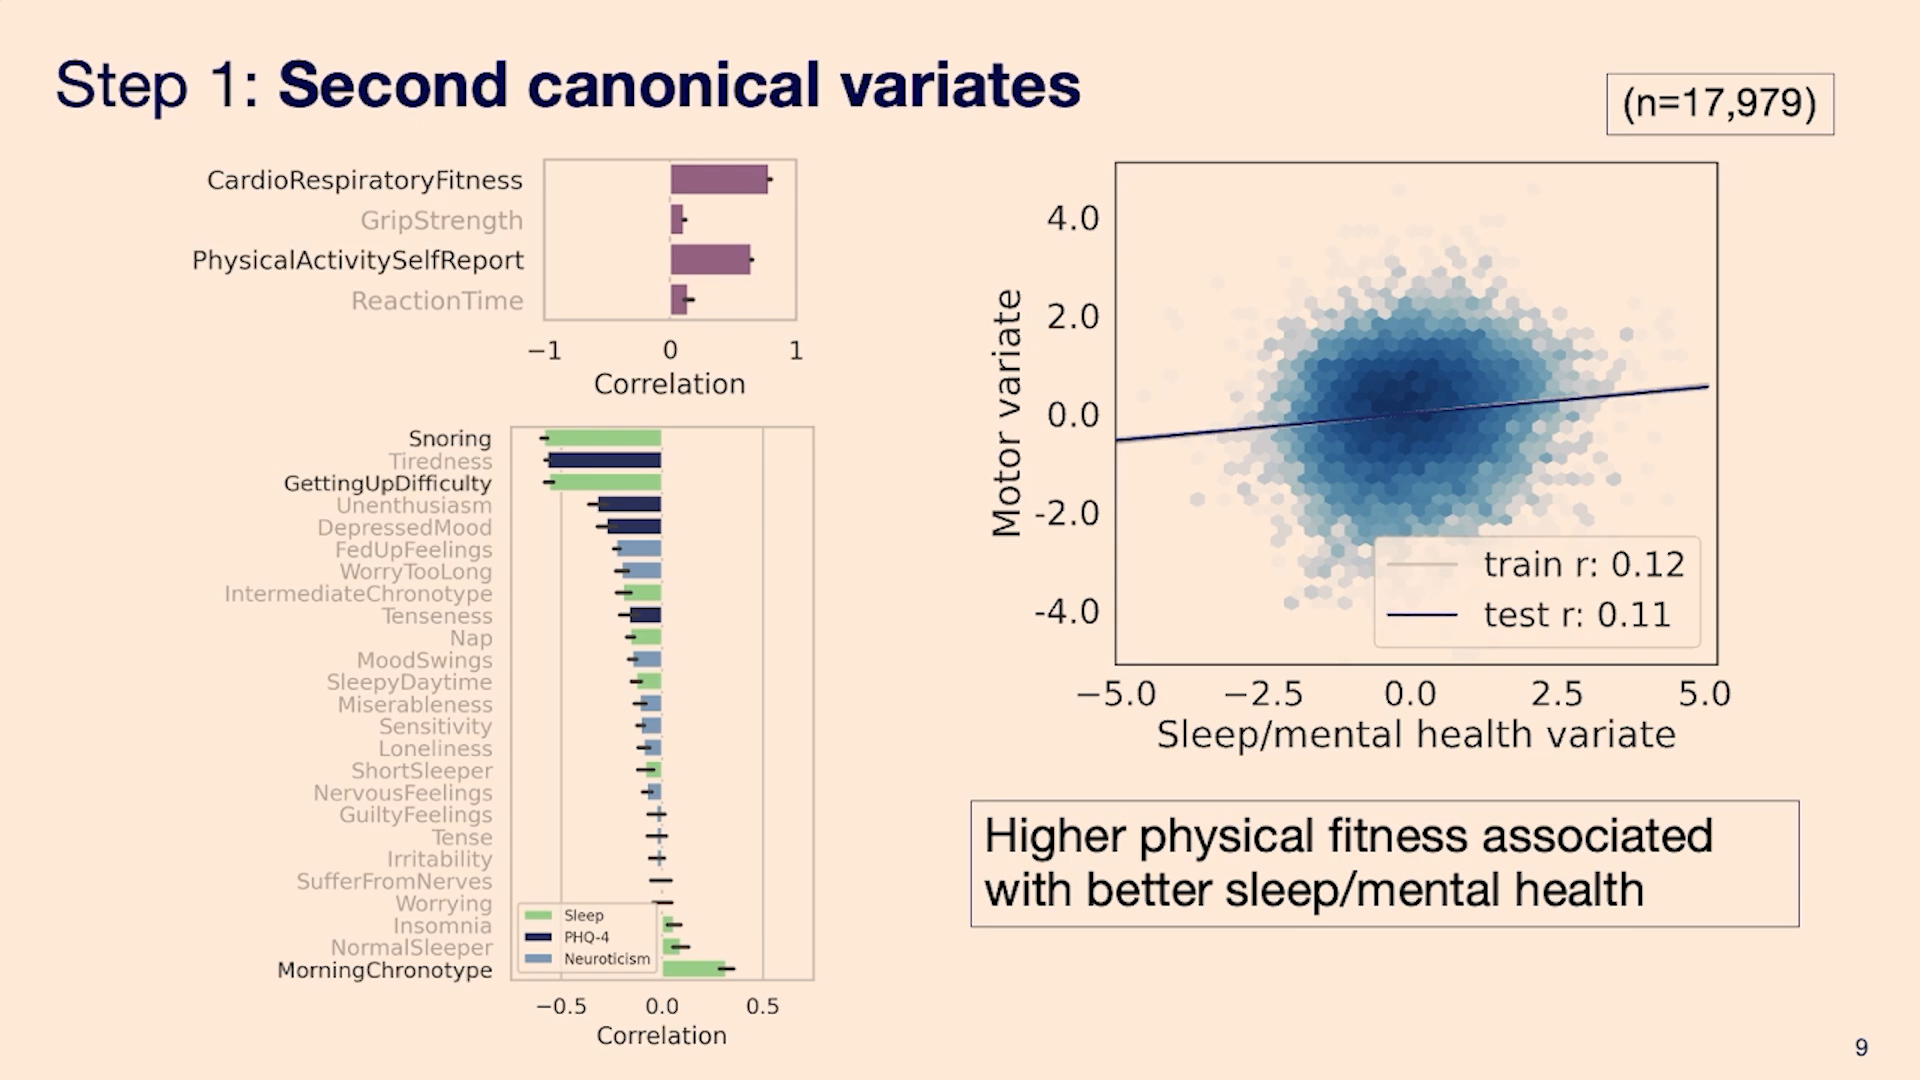 Step 1: Second canonical variates
(n=17,979)
CardioRespiratoryFitness
GripStrength
PhysicalActivitySelfReport
ReactionTime
−1 0 1
Correlation
Snoring
Tiredness
GettingUpDifficulty
Unenthusiasm
DepressedMood
FedUpFeelings
WorryTooLong
IntermediateChronotype
Tenseness
Nap
MoodSwings
SleepyDaytime
Miserableness
Sensitivity
Loneliness
ShortSleeper
NervousFeelings
GuiltyFeelings
Tense
Irritability
SufferFromNerves
Worrying
Insomnia
NormalSleeper
MorningChronotype
Sleep
PHQ-4
Neuroticism
−0.5 0.0 0.5
Correlation
Motor variate
4.0
2.0
0.0
-2.0
-4.0
train r: 0.12
test r: 0.11
−5.0 −2.5 0.0 2.5 5.0
Sleep/mental health variate
Higher physical fitness associated
with better sleep/mental health
9